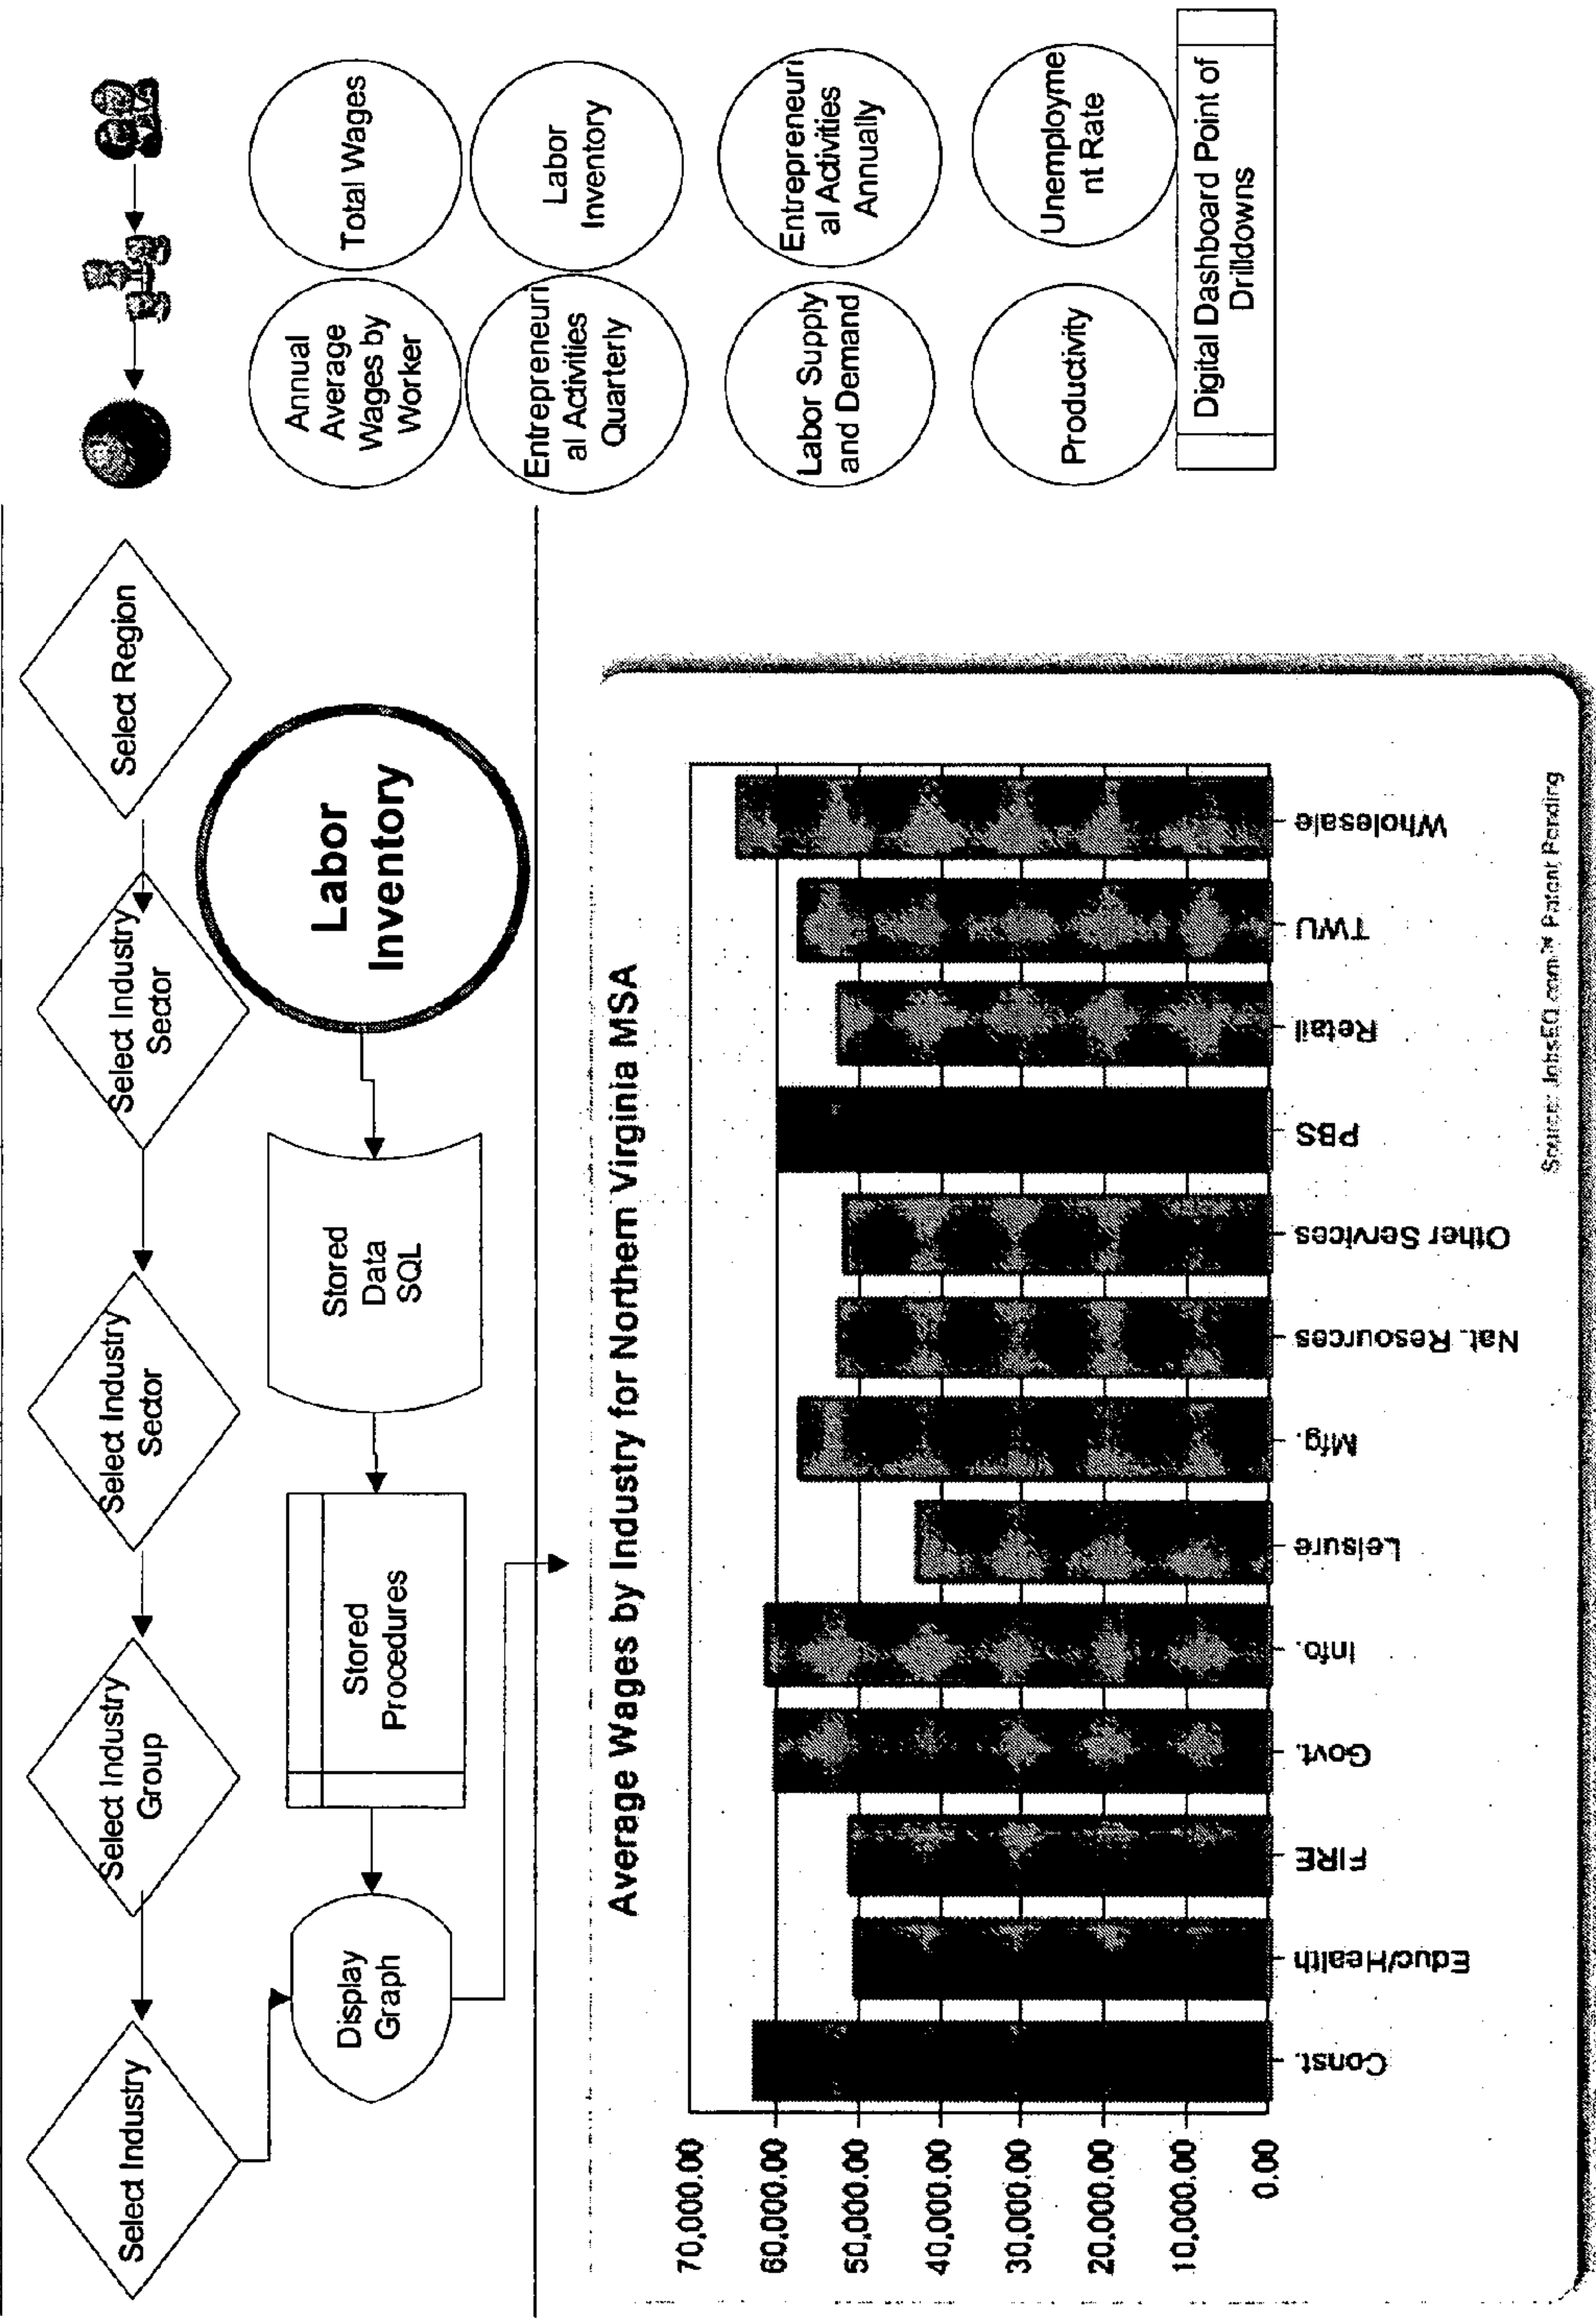 Select Industry
Select Industry
Group
Select Industry
Sector
Select Industry
Sector
Select Region
Display
Graph
Stored
Procedures
Stored
Data
SQL
Labor
Inventory
Annual
Average
Wages by
Worker
Total Wages
Entrepreneuri
al Activities
Quarterly
Labor
Inventory
Labor Supply
and Demand
Entrepreneuri
al Activities
Annually
Productivity
Unemployme
nt Rate
Digital Dashboard Point of
Drilldowns
Average Wages by Industry for Northern Virginia MSA
70,000.00
60,000.00
50,000.00
40,000.00
30,000.00
20,000.00
10,000.00
0.00
Const.
Educ/Health
FIRE
Govt.
Info.
Leisure
Mfg.
Nat. Resources
Other Services
PBS
Retail
TWU
Wholesale
Source: JobsEQ.com™ Patent Pending